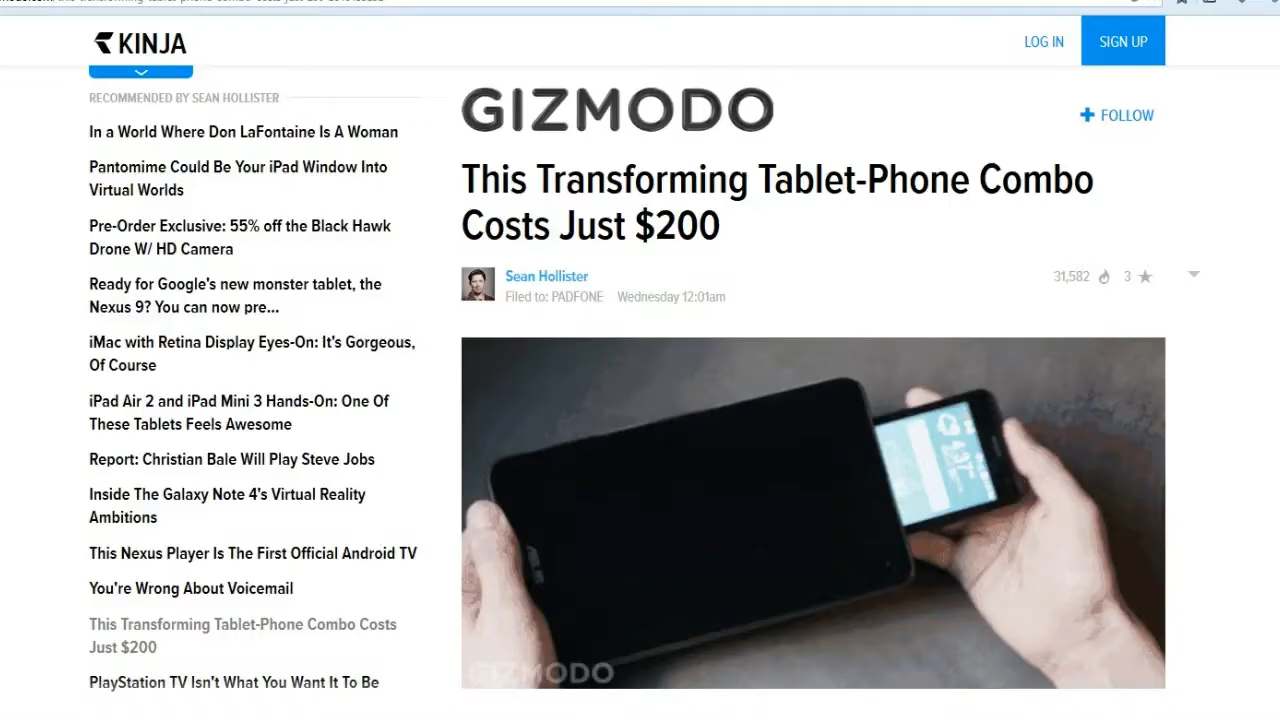 KINJA
LOG IN
SIGN UP
RECOMMENDED BY SEAN HOLLISTER
In a World Where Don LaFontaine Is A Woman
Pantomime Could Be Your iPad Window Into
Virtual Worlds
Pre-Order Exclusive: 55% off the Black Hawk
Drone W/ HD Camera
Ready for Google's new monster tablet, the
Nexus 9? You can now pre...
iMac with Retina Display Eyes-On: It's Gorgeous,
Of Course
iPad Air 2 and iPad Mini 3 Hands-On: One Of
These Tablets Feels Awesome
Report: Christian Bale Will Play Steve Jobs
Inside The Galaxy Note 4's Virtual Reality
Ambitions
This Nexus Player Is The First Official Android TV
You're Wrong About Voicemail
This Transforming Tablet-Phone Combo Costs
Just $200
PlayStation TV Isn't What You Want It To Be
GIZMODO
+ FOLLOW
This Transforming Tablet-Phone Combo
Costs Just $200
Sean Hollister
Filed to: PADFONE Wednesday 12:01am
31,582 3
4:37
ASUS
GIZMODO